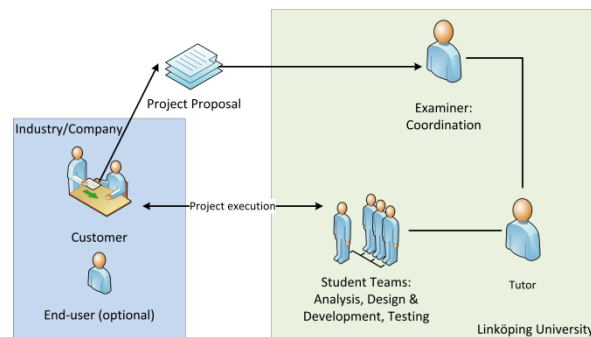 Project Proposal
Examiner:
Coordination
Industry/Company
Project execution
Customer
End-user (optional)
Student Teams:
Analysis, Design &
Development, Testing
Tutor
Linköping University